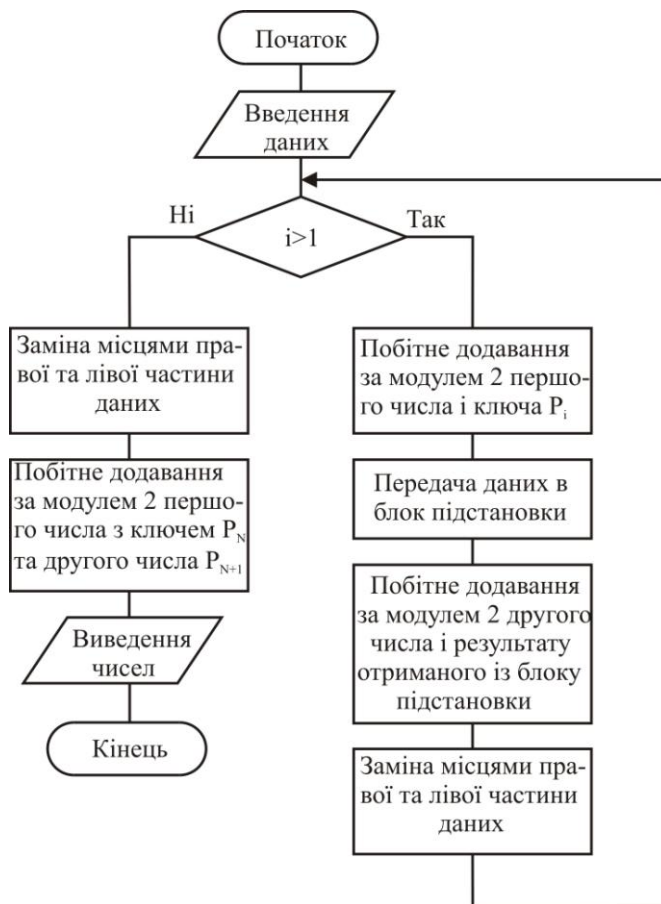 Початок
Введення
даних
Ні
Так
i>1
Заміна місцями пра-
вої та лівої частини
даних
Побітне додавання
за модулем 2 першо-
го числа з ключем P_N
та другого числа P_N+1
Виведення
чисел
Кінець
Побітне додавання
за модулем 2 першо-
го числа і ключа P_i
Передача даних в
блок підстановки
Побітне додавання
за модулем 2 другого
числа і результату
отриманого із блоку
підстановки
Заміна місцями пра-
вої та лівої частини
даних